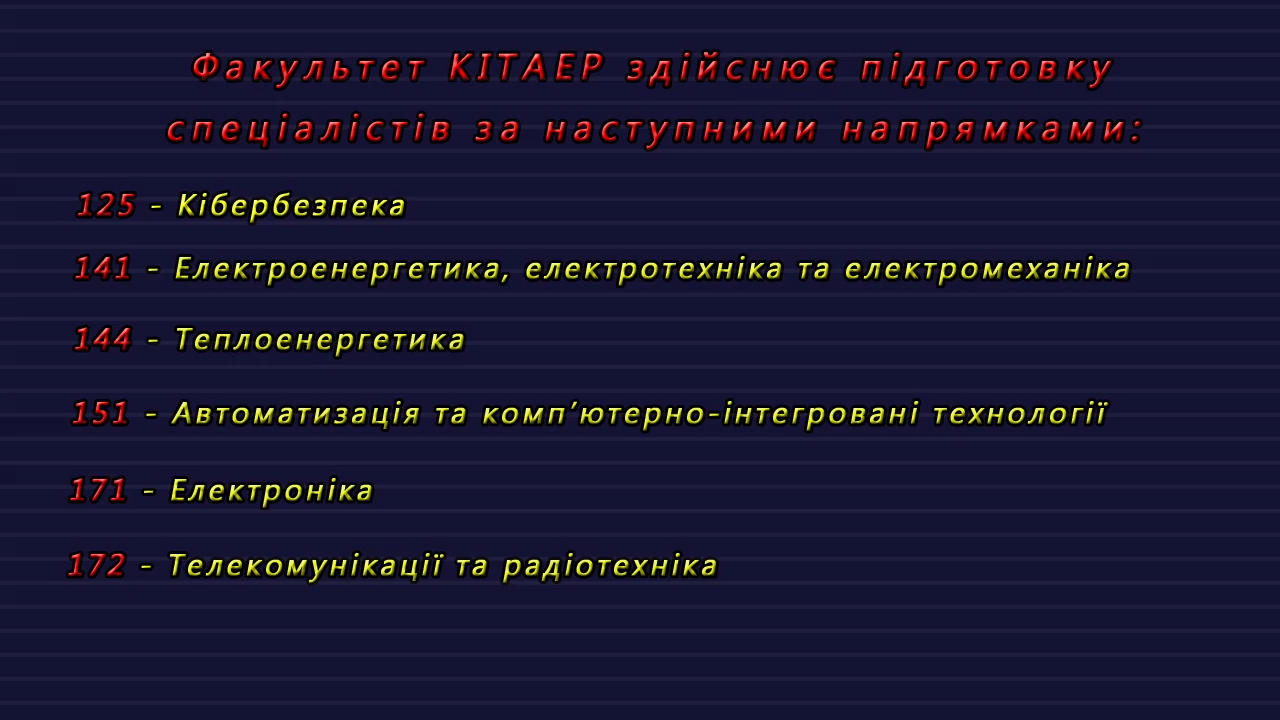 Факультет КІТАЕР здійснює підготовку
спеціалістів за наступними напрямками:
125 - Кібербезпека
141 - Електроенергетика, електротехніка та електромеханіка
144 - Теплоенергетика
151 - Автоматизація та комп’ютерно-інтегровані технології
171 - Електроніка
172 - Телекомунікації та радіотехніка